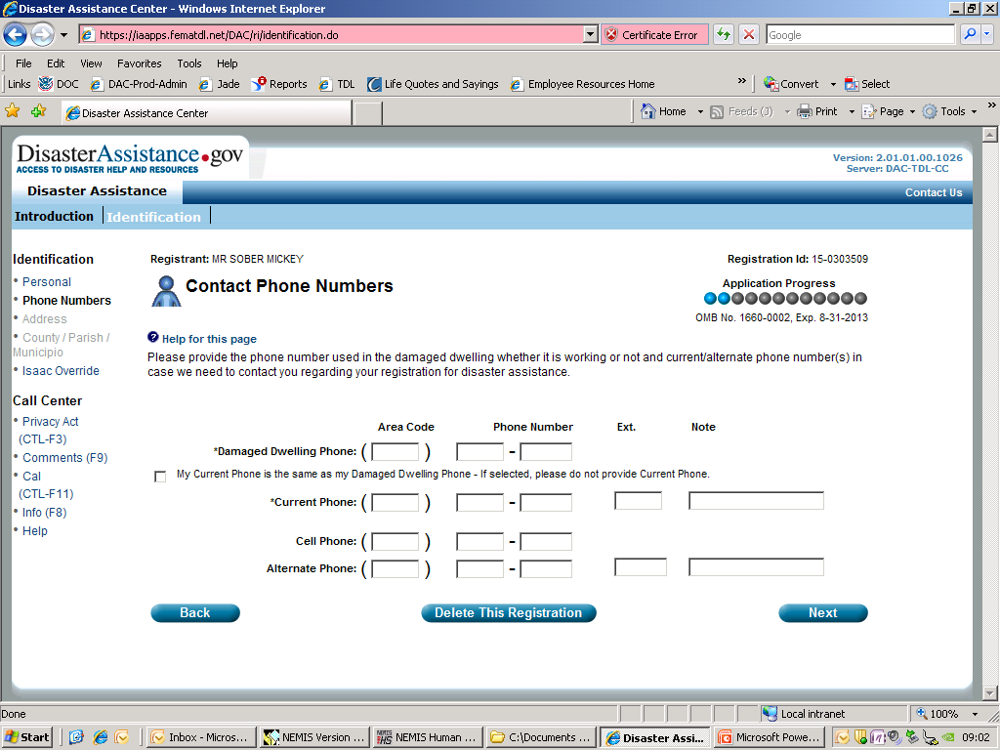 Disaster Assistance Center - Windows Internet Explorer
https://iaapps.fematdl.net/DAC/ri/identification.do
Certificate Error
Google
File Edit View Favorites Tools Help
Links DOC DAC-Prod-Admin Jade Reports TDL Life Quotes and Sayings Employee Resources Home » Convert Select
Disaster Assistance Center
Home Feeds (J) Print Page Tools »
DisasterAssistance.gov
ACCESS TO DISASTER HELP AND RESOURCES
Version: 2.01.01.00.1026
Server: DAC-TDL-CC
Disaster Assistance
Contact Us
Introduction Identification
Identification
• Personal
• Phone Numbers
• Address
• County / Parish /
Municipio
• Isaac Override
Call Center
• Privacy Act
(CTL-F3)
• Comments (F9)
• Cal
(CTL-F11)
• Info (F8)
• Help
Registrant: MR SOBER MICKEY
Registration Id: 15-0303509
Contact Phone Numbers
Application Progress
OMB No. 1660-0002, Exp. 8-31-2013
? Help for this page
Please provide the phone number used in the damaged dwelling whether it is working or not and current/alternate phone number(s) in
case we need to contact you regarding your registration for disaster assistance.
Area Code Phone Number Ext. Note
*Damaged Dwelling Phone: ( ) -
My Current Phone is the same as my Damaged Dwelling Phone - If selected, please do not provide Current Phone.
*Current Phone: ( ) -
Cell Phone: ( ) -
Alternate Phone: ( ) -
Back Delete This Registration Next
Done Local intranet 100%
Start Inbox - Micros... NEMIS Version ... NEMIS Human ... C:\Documents ... Disaster Assi... Microsoft Powe... 09:02